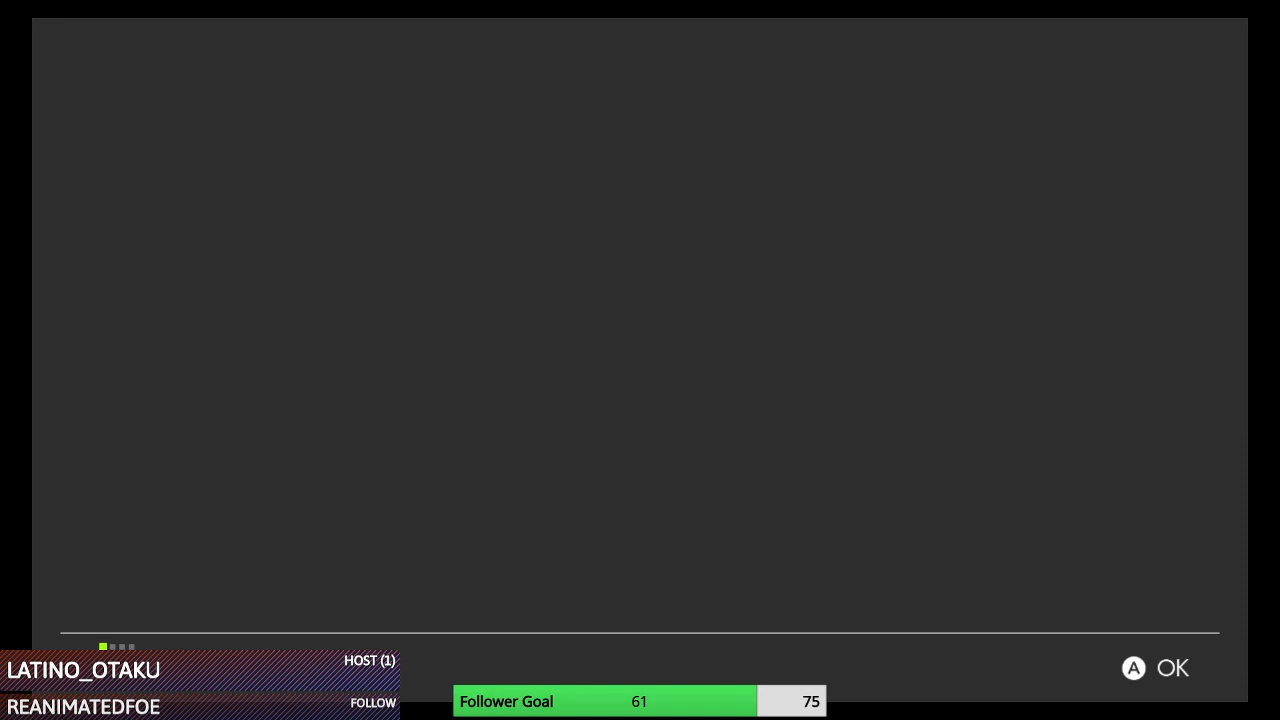 LATINO_OTAKU HOST (1)
REANIMATEDFOE FOLLOW
Follower Goal 61 75
A OK